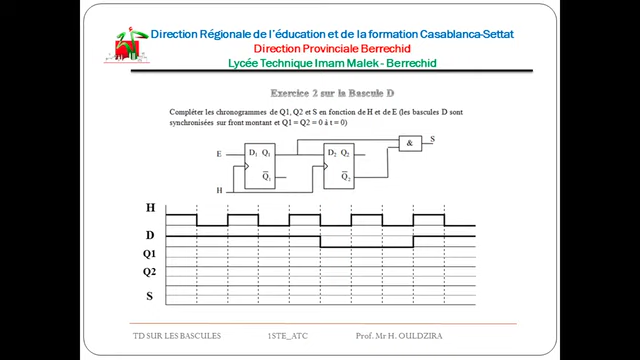 Direction Régionale de l'éducation et de la formation Casablanca-Settat
Direction Provinciale Berrechid
Lycée Technique Imam Malek - Berrechid
Exercice 2 sur la Bascule D
Compléter les chronogrammes de Q1, Q2 et S en fonction de H et de E (les bascules D sont
synchronisées sur front montant et Q1 = Q2 = 0 à t = 0)
E D1 Q1 D2 Q2 & S
Q̅1 Q̅2
H
H
D
Q1
Q2
S
TD SUR LES BASCULES 1STE_ATC Prof. Mr H. OULDZIRA